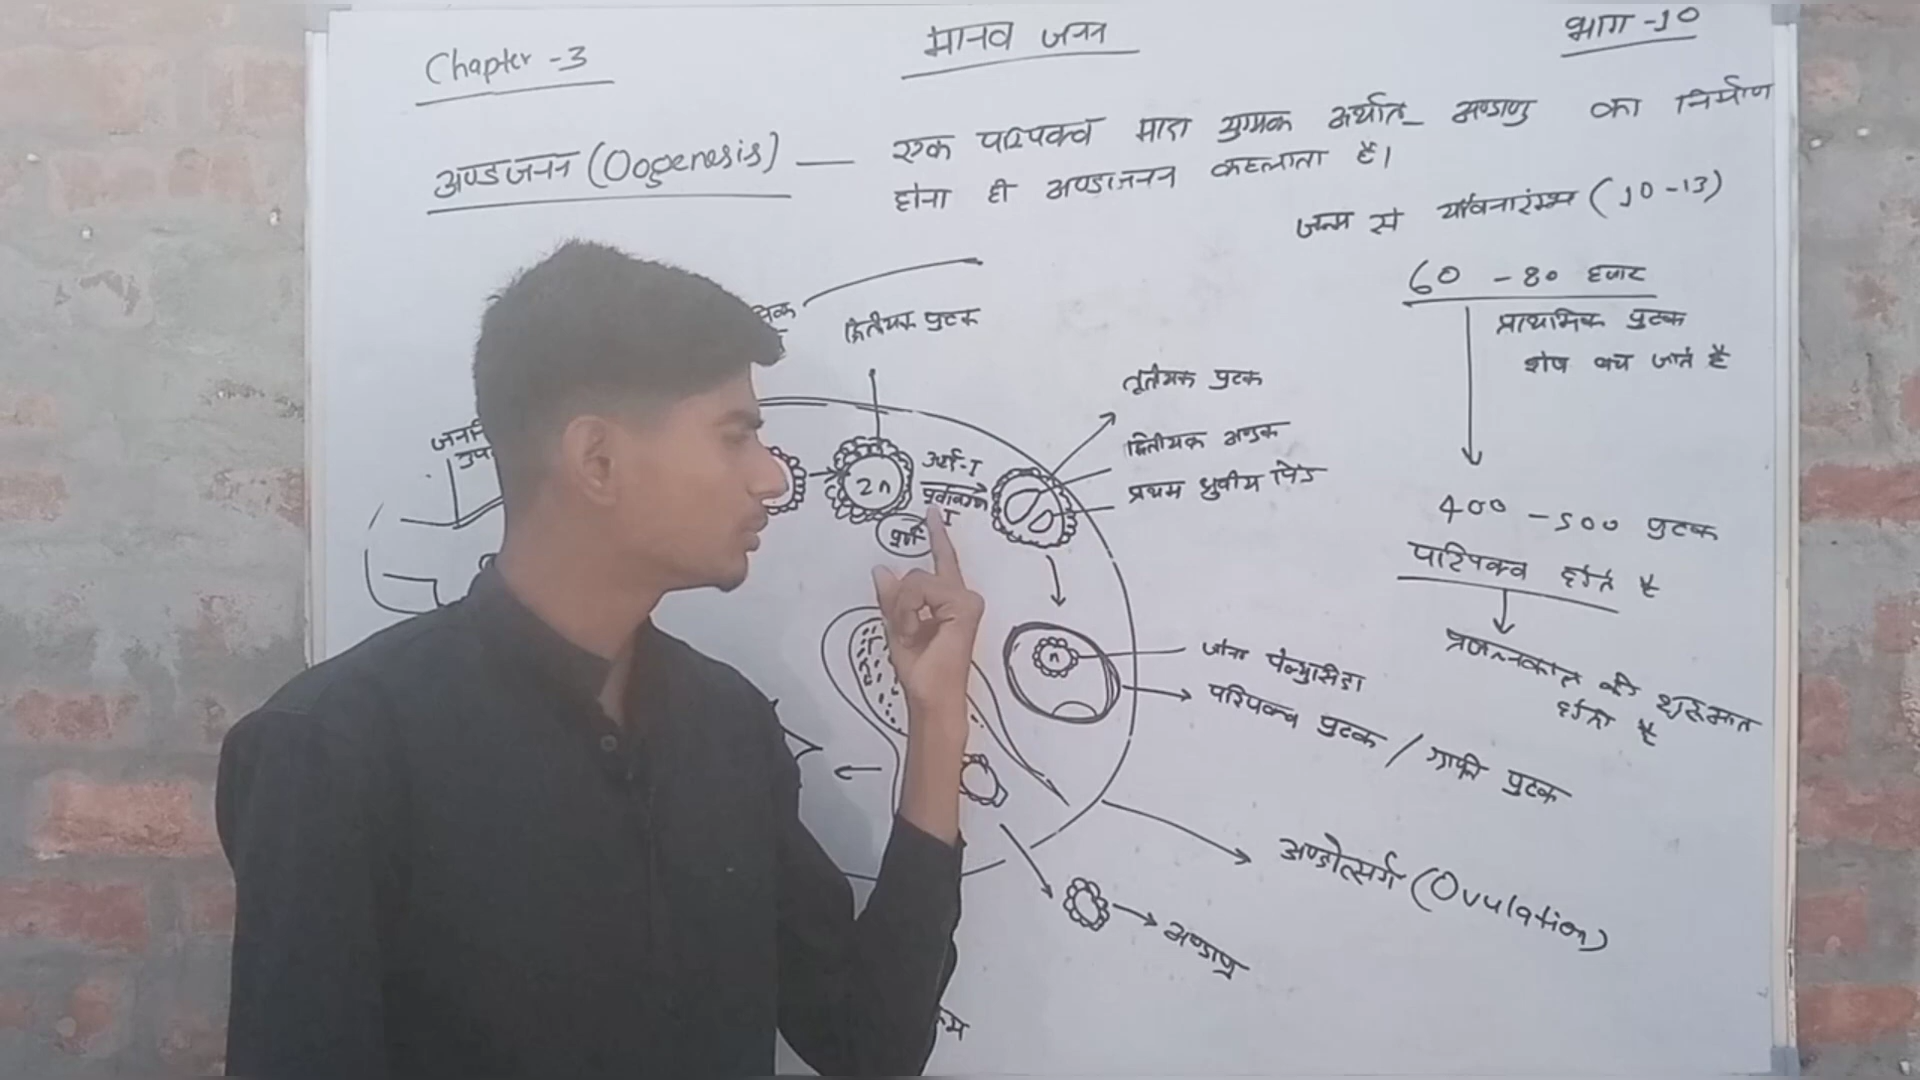 Chapter - 3
मानव जनन
भाग - 10
अण्डजनन (Oogenesis) —
एक परिपक्व मादा युग्मक अर्थात अण्डाणु का निर्माण
होना ही अण्डाजनन कहलाता है।
जन्म से यौवनारंम्भ (10-13)
60 - 80 हजार
प्राथमिक पुटक
शेष बच जाते है
400 - 500 पुटक
परिपक्व होते है
प्रजननकाल की शुरूआत
होती है
द्वितीयक पुटक
2n
अर्ध-I
I
तृतीयक पुटक
द्वितीयक अण्डक
प्रथम ध्रुवीय पिंड
n
जोना पेल्युसिडा
परिपक्व पुटक / ग्राफी पुटक
अण्डोत्सर्ग (Ovulation)
अण्डाणु